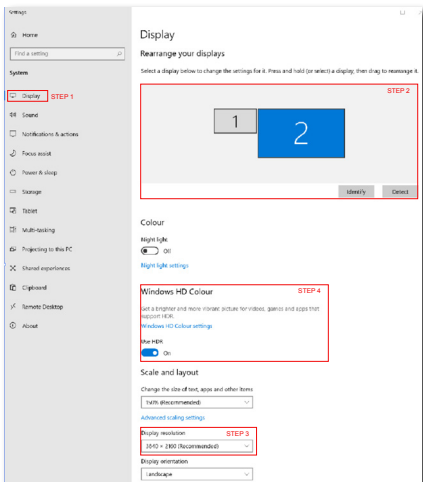 Settings
Home
Find a setting
System
Display STEP 1
Sound
Notifications & actions
Focus assist
Power & sleep
Storage
Tablet
Multi-tasking
Projecting to this PC
Shared experiences
Clipboard
Remote Desktop
About
Display
Rearrange your displays
Select a display below to change the settings for it. Press and hold (or select) a display, then drag to rearrange it.
STEP 2
1
2
Identify Detect
Colour
Night light
Off
Night light settings
Windows HD Colour STEP 4
Get a brighter and more vibrant picture for videos, games and apps that
support HDR.
Windows HD Colour settings
Use HDR
On
Scale and layout
Change the size of text, apps and other items
150% (Recommended)
Advanced scaling settings
Display resolution STEP 3
3840 × 2160 (Recommended)
Display orientation
Landscape